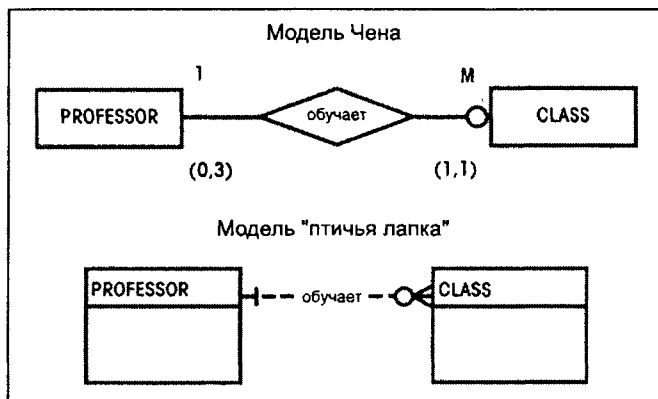 Модель Чена
1 M
PROFESSOR обучает CLASS
(0,3) (1,1)
Модель "птичья лапка"
PROFESSOR CLASS
обучает